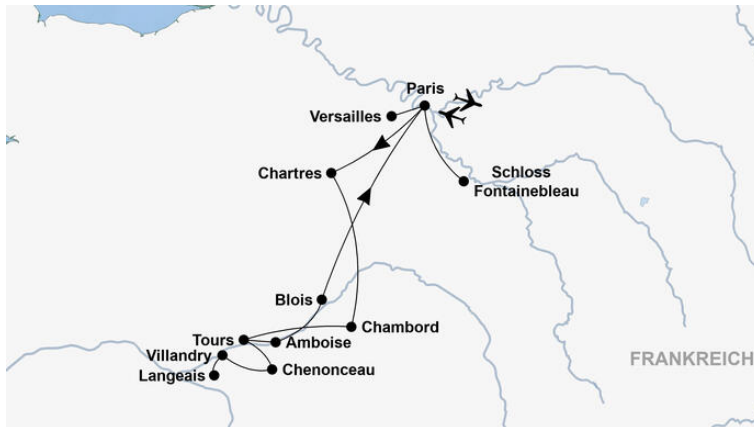 Paris
Versailles
Chartres
Schloss
Fontainebleau
Blois
Chambord
Tours
Amboise
Villandry
Langeais
Chenonceau
FRANKREICH